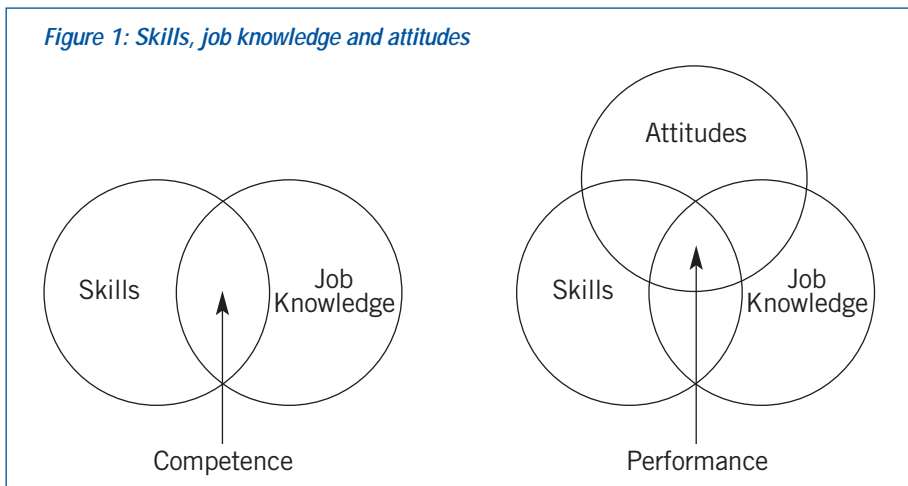 Figure 1: Skills, job knowledge and attitudes
Skills
Job
Knowledge
Competence
Attitudes
Skills
Job
Knowledge
Performance